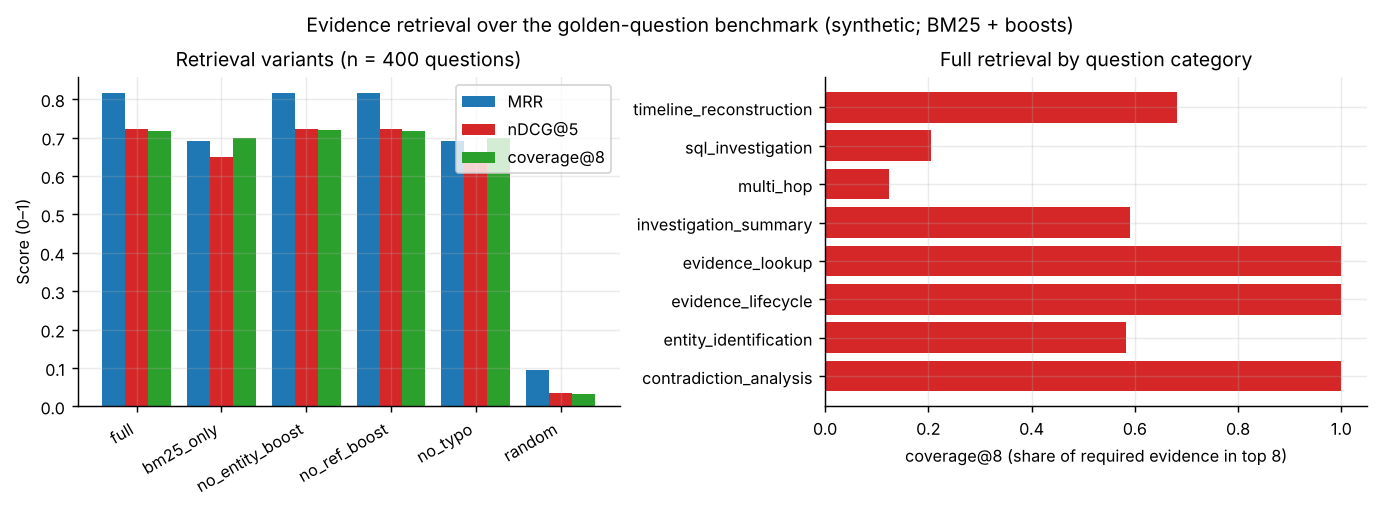 Evidence retrieval over the golden-question benchmark (synthetic; BM25 + boosts)
Retrieval variants (n = 400 questions)
MRR
nDCG@5
coverage@8
Score (0–1)
0.8
0.7
0.6
0.5
0.4
0.3
0.2
0.1
0.0
full
bm25_only
no_entity_boost
no_ref_boost
no_typo
random
Full retrieval by question category
timeline_reconstruction
sql_investigation
multi_hop
investigation_summary
evidence_lookup
evidence_lifecycle
entity_identification
contradiction_analysis
0.0
0.2
0.4
0.6
0.8
1.0
coverage@8 (share of required evidence in top 8)